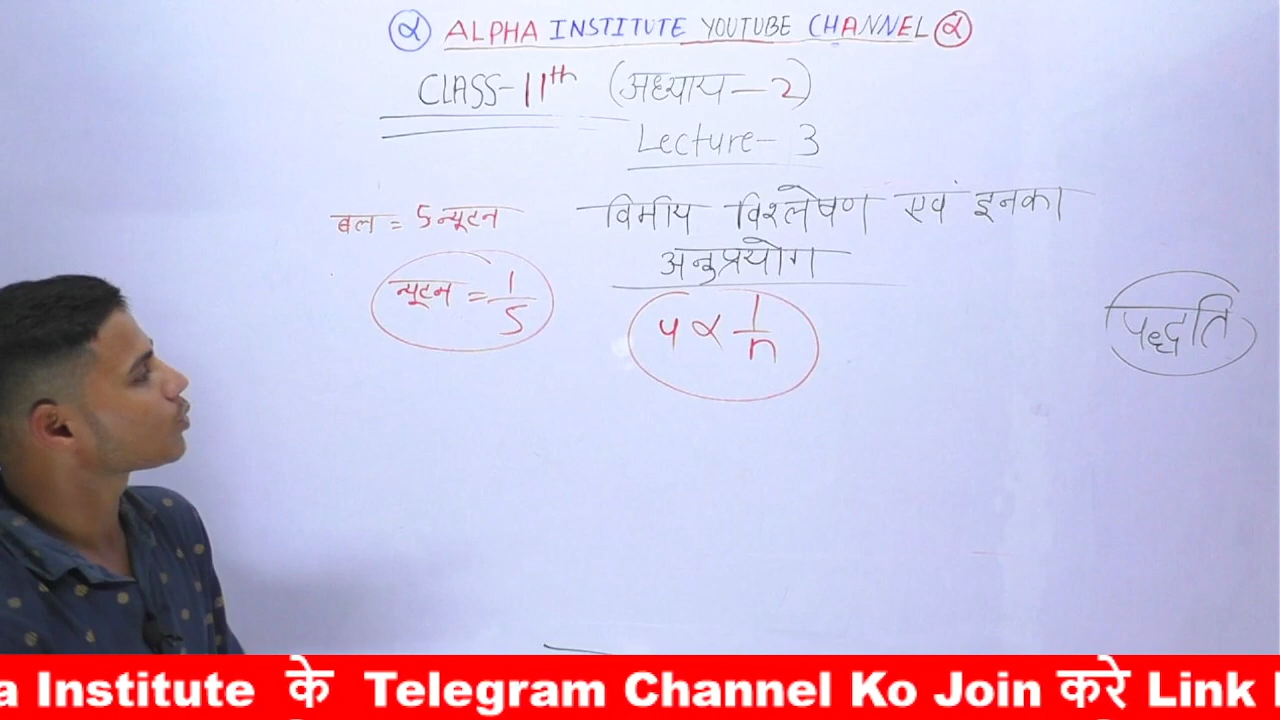 α ALPHA INSTITUTE YOUTUBE CHANNEL α
CLASS-11th (अध्याय-2)
Lecture-3
विमीय विश्लेषण एवं इनका
अनुप्रयोग
बल = 5 न्यूटन
न्यूटन = 1/5
u ∝ 1/n
पद्धति
a Institute के Telegram Channel Ko Join करे Link